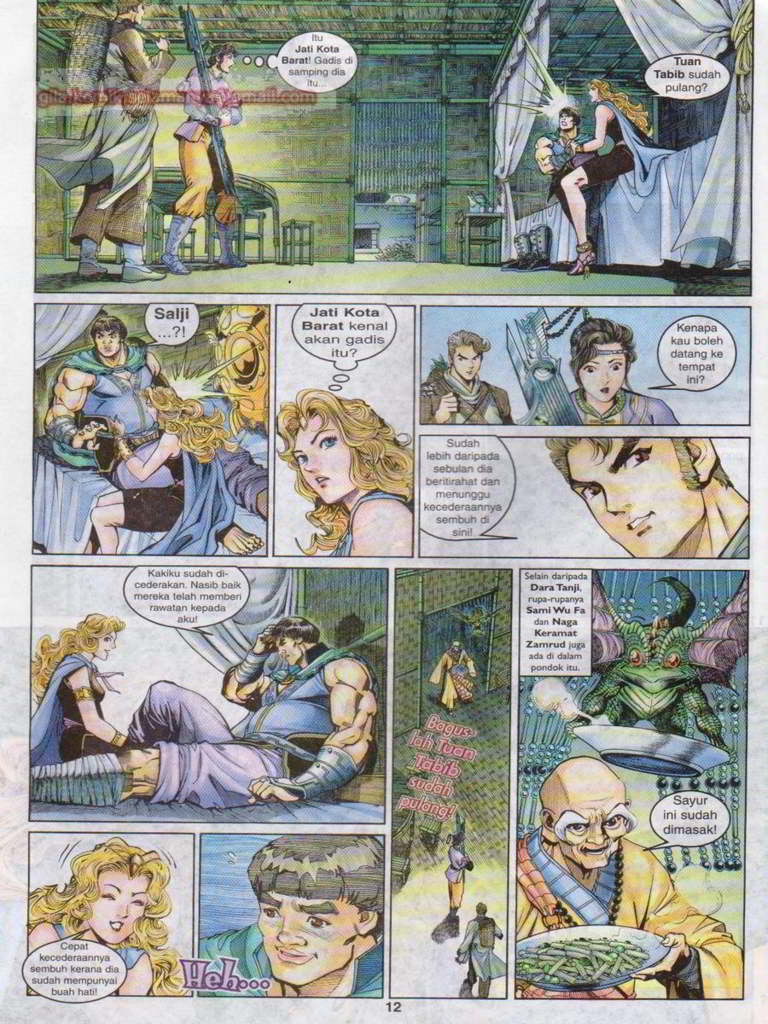 Itu
Jati Kota
Barat! Gadis di
samping dia
itu...
Tuan
Tabib sudah
pulang?
Salji
...?!
Jati Kota
Barat kenal
akan gadis
itu?
Kenapa
kau boleh
datang ke
tempat
ini?
Sudah
lebih daripada
sebulan dia
beritirahat dan
menunggu
kecederaannya
sembuh di
sini!
Kakiku sudah di-
cederakan. Nasib baik
mereka telah memberi
rawatan kepada
aku!
Cepat
kecederaannya
sembuh kerana dia
sudah mempunyai
buah hati!
Heh...
Bagus-
lah Tuan
Tabib
sudah
pulang!
Selain daripada
Dara Tanji,
rupa-rupanya
Sami Wu Fa
dan Naga
Keramat
Zamrud juga
ada di dalam
pondok itu.
Sayur
ini sudah
dimasak!
12